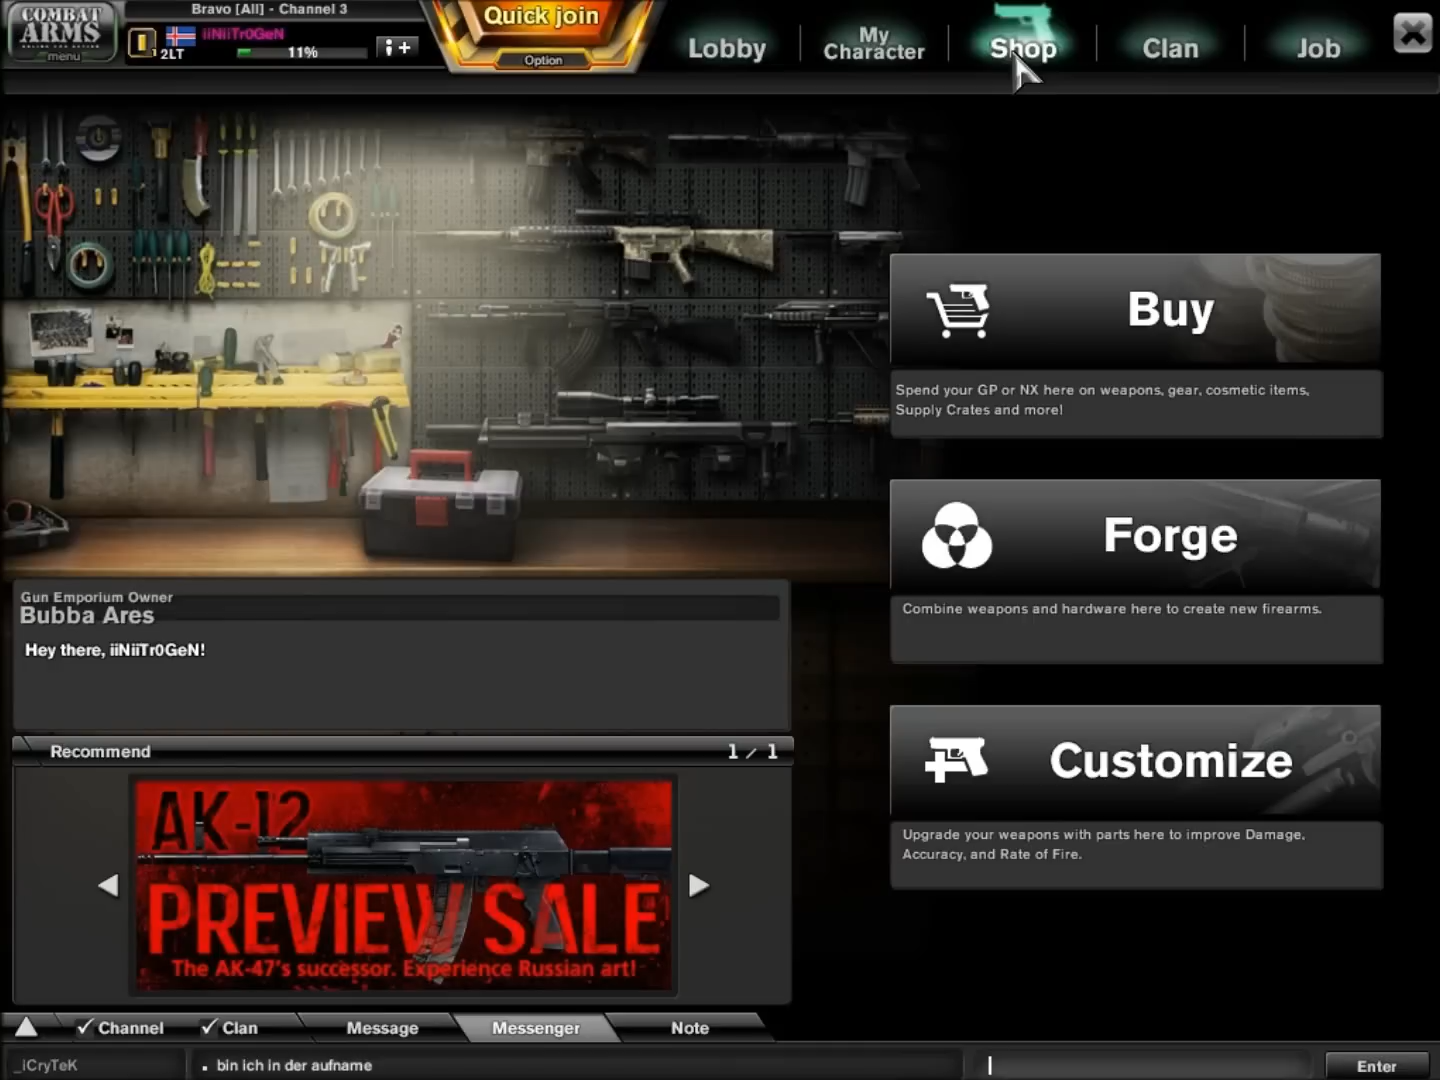 COMBAT
ARMS
menu
Bravo [All] - Channel 3
iiNiiTr0GeN
1 2LT
11%
i +
Quick join
Option
Lobby
My
Character
Shop
Clan
Job
Buy
Spend your GP or NX here on weapons, gear, cosmetic items,
Supply Crates and more!
Forge
Combine weapons and hardware here to create new firearms.
Customize
Upgrade your weapons with parts here to improve Damage,
Accuracy, and Rate of Fire.
Gun Emporium Owner
Bubba Ares
Hey there, iiNiiTr0GeN!
Recommend
1 / 1
AK-12
PREVIEW SALE
The AK-47's successor. Experience Russian art!
Channel
Clan
Message
Messenger
Note
_iCryTeK
. bin ich in der aufname
Enter